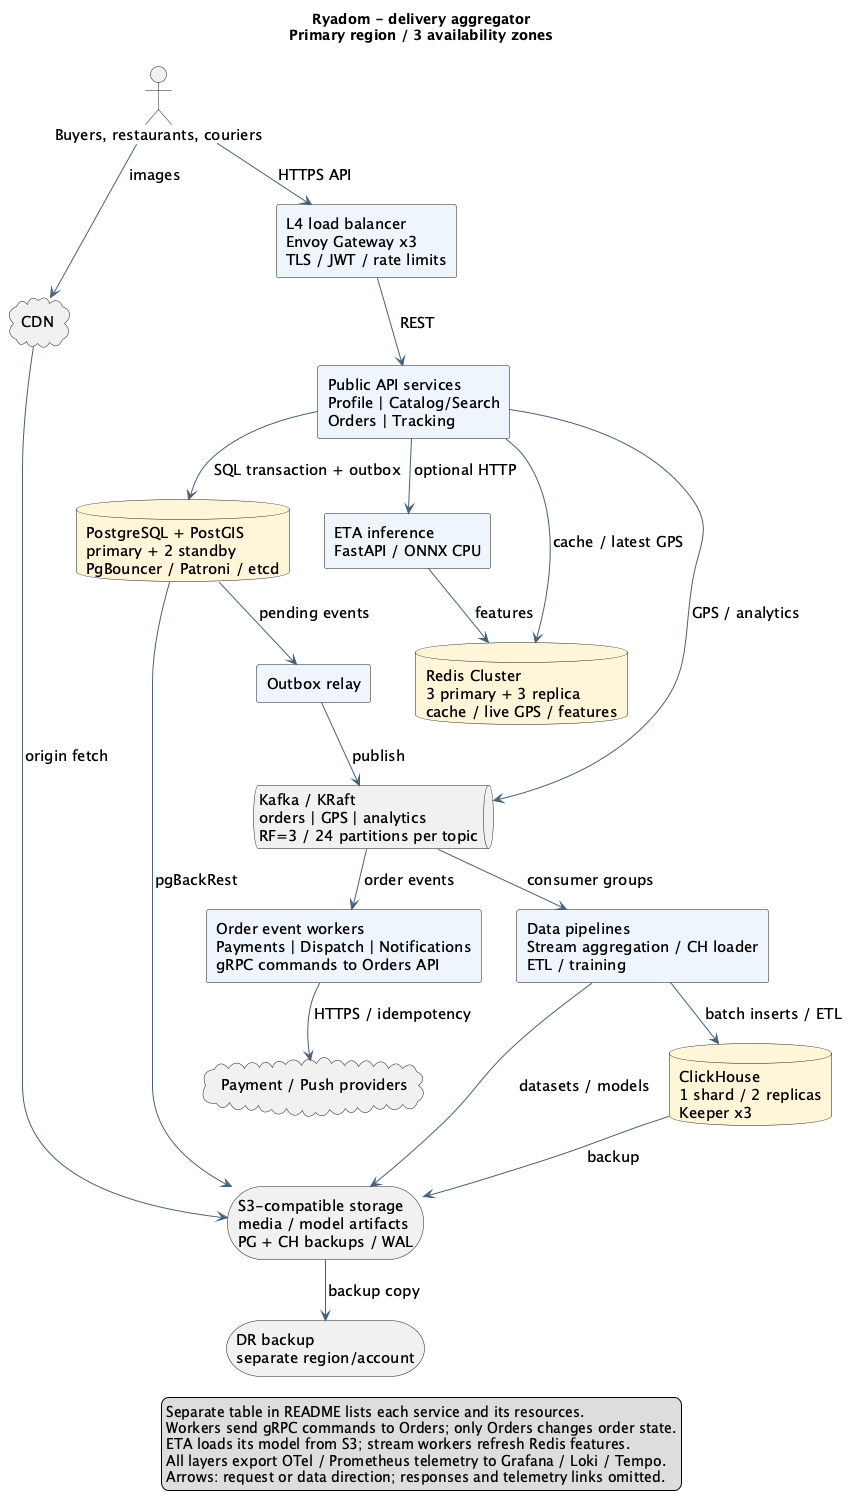 Ryadom - delivery aggregator
Primary region / 3 availability zones
Buyers, restaurants, couriers
images
HTTPS API
L4 load balancer
Envoy Gateway x3
TLS / JWT / rate limits
CDN
REST
Public API services
Profile | Catalog/Search
Orders | Tracking
SQL transaction + outbox
optional HTTP
PostgreSQL + PostGIS
primary + 2 standby
PgBouncer / Patroni / etcd
ETA inference
FastAPI / ONNX CPU
cache / latest GPS
pending events
features
GPS / analytics
Outbox relay
Redis Cluster
3 primary + 3 replica
cache / live GPS / features
origin fetch
publish
Kafka / KRaft
orders | GPS | analytics
RF=3 / 24 partitions per topic
pgBackRest
order events
consumer groups
Order event workers
Payments | Dispatch | Notifications
gRPC commands to Orders API
Data pipelines
Stream aggregation / CH loader
ETL / training
HTTPS / idempotency
batch inserts / ETL
Payment / Push providers
datasets / models
ClickHouse
1 shard / 2 replicas
Keeper x3
backup
S3-compatible storage
media / model artifacts
PG + CH backups / WAL
backup copy
DR backup
separate region/account
Separate table in README lists each service and its resources.
Workers send gRPC commands to Orders; only Orders changes order state.
ETA loads its model from S3; stream workers refresh Redis features.
All layers export OTel / Prometheus telemetry to Grafana / Loki / Tempo.
Arrows: request or data direction; responses and telemetry links omitted.